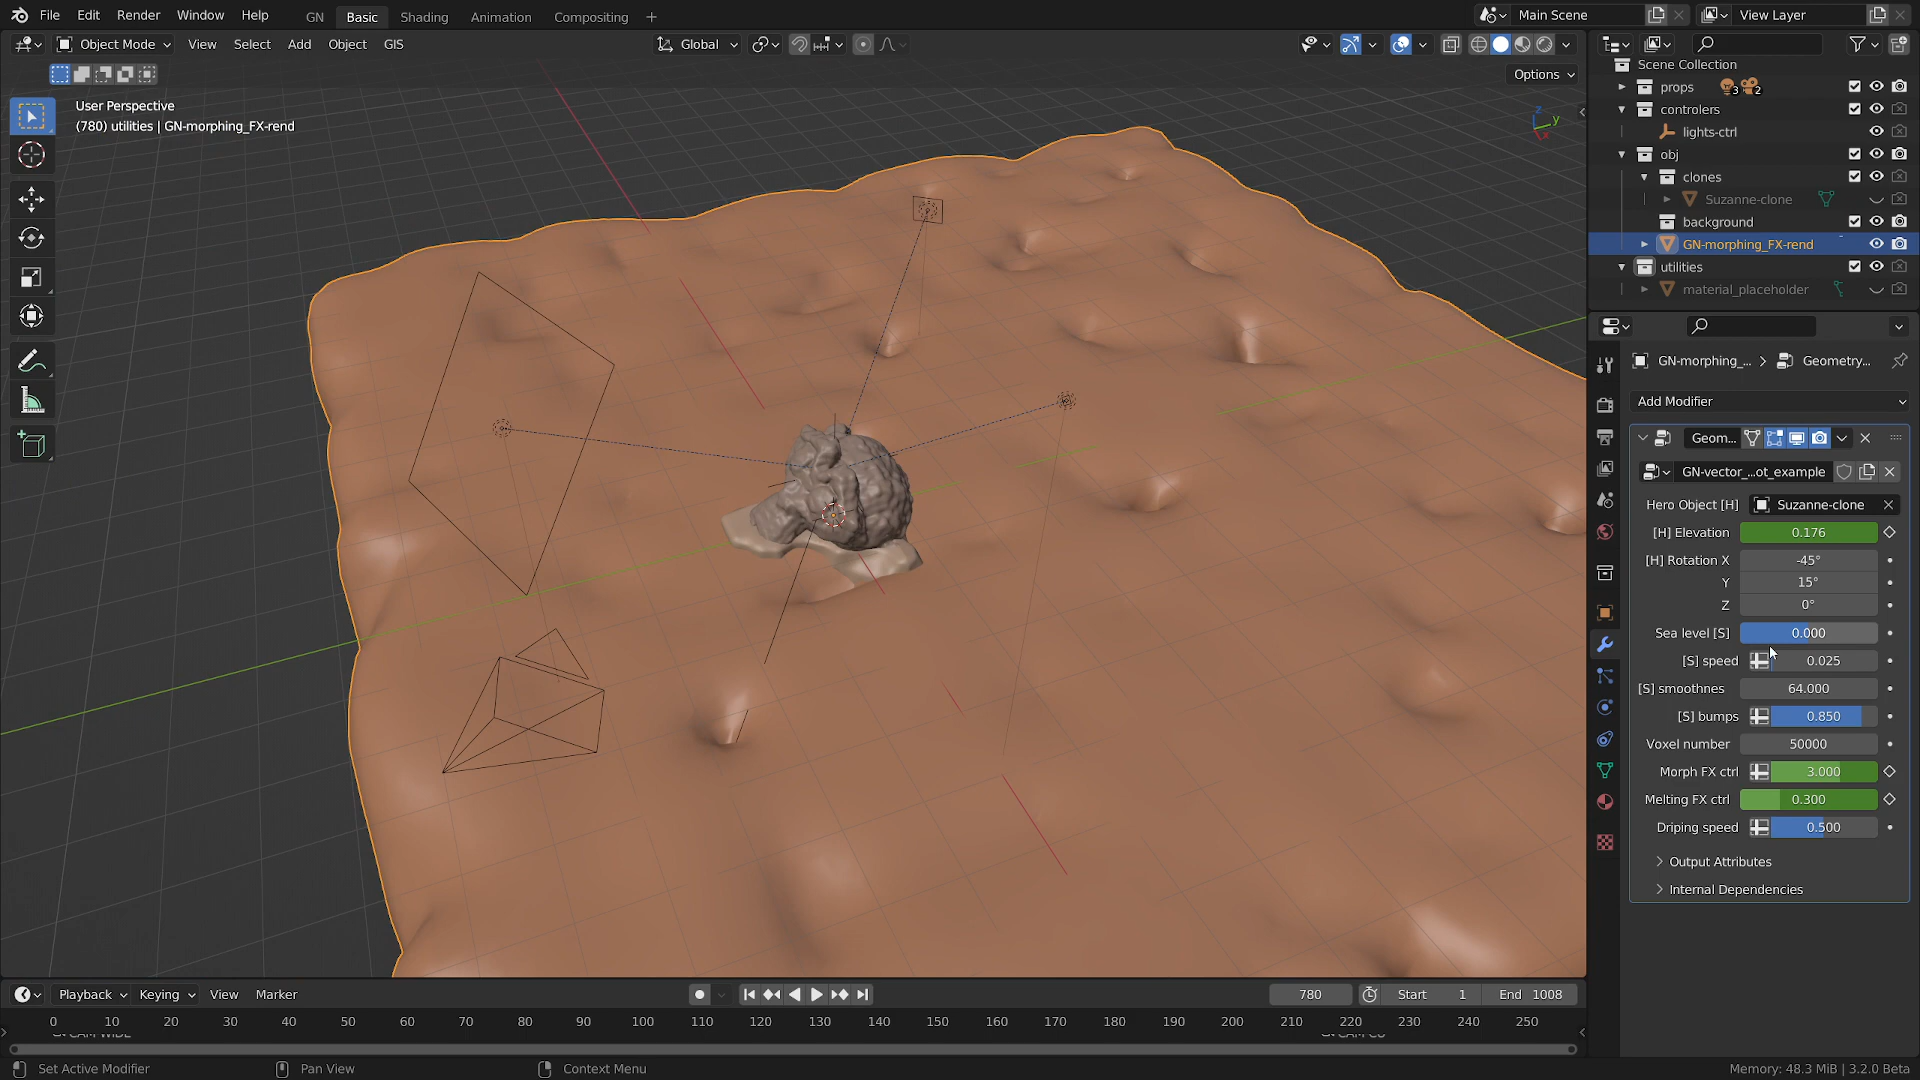 File Edit Render Window Help GN Basic Shading Animation Compositing + Main Scene View Layer
Object Mode View Select Add Object GIS Global
Options
User Perspective
(780) utilities | GN-morphing_FX-rend
Z
Y
X
Scene Collection
props 3 2
controlers
lights-ctrl
obj
clones
Suzanne-clone
background
GN-morphing_FX-rend
utilities
material_placeholder
GN-morphing_... > Geometry...
Add Modifier
Geom...
GN-vector_...ot_example
Hero Object [H] Suzanne-clone
[H] Elevation 0.176
[H] Rotation X -45°
Y 15°
Z 0°
Sea level [S] 0.000
[S] speed 0.025
[S] smoothnes 64.000
[S] bumps 0.850
Voxel number 50000
Morph FX ctrl 3.000
Melting FX ctrl 0.300
Driping speed 0.500
Output Attributes
Internal Dependencies
Playback Keying View Marker 780 Start 1 End 1008
0 10 20 30 40 50 60 70 80 90 100 110 120 130 140 150 160 170 180 190 200 210 220 230 240 250
Set Active Modifier Pan View Context Menu Memory: 48.3 MiB | 3.2.0 Beta